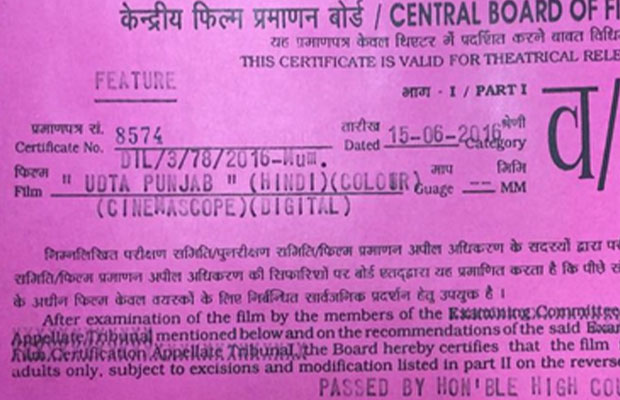 केन्द्रीय फिल्म प्रमाणन बोर्ड / CENTRAL BOARD OF F
यह प्रमाणपत्र केवल थिएटर में प्रदर्शित करने बाबत विधि
THIS CERTIFICATE IS VALID FOR THEATRICAL RELE
FEATURE
भाग - I / PART I
प्रमाणपत्र सं. 8574 तारीख 15-06-2016 श्रेणी
Certificate No. Dated Category व/
DIL/3/78/2016-Mum.
फिल्म " UDTA PUNJAB " (HINDI)(COLOUR) माप मिमि
Film Guage -- MM
(CINEMASCOPE)(DIGITAL)
निम्नलिखित परीक्षण समिति/पुनरीक्षण समिति/फिल्म प्रमाणन अपील अधिकरण के सदस्यों द्वारा
समिति/फिल्म प्रमाणन अपील अधिकरण की सिफारिशों पर बोर्ड एतद्द्वारा यह प्रमाणित करता है कि पीछे
के अधीन फिल्म केवल वयस्कों के लिए निर्बन्धित सार्वजनिक प्रदर्शन हेतु उपयुक्त है ।
After examination of the film by the members of the Examining Committee
Appellate Tribunal mentioned below and on the recommendations of the said Exam
Film Certification Appellate Tribunal, the Board hereby certifies that the film
adults only, subject to excisions and modification listed in part II on the reverse
PASSED BY HON'BLE HIGH COU